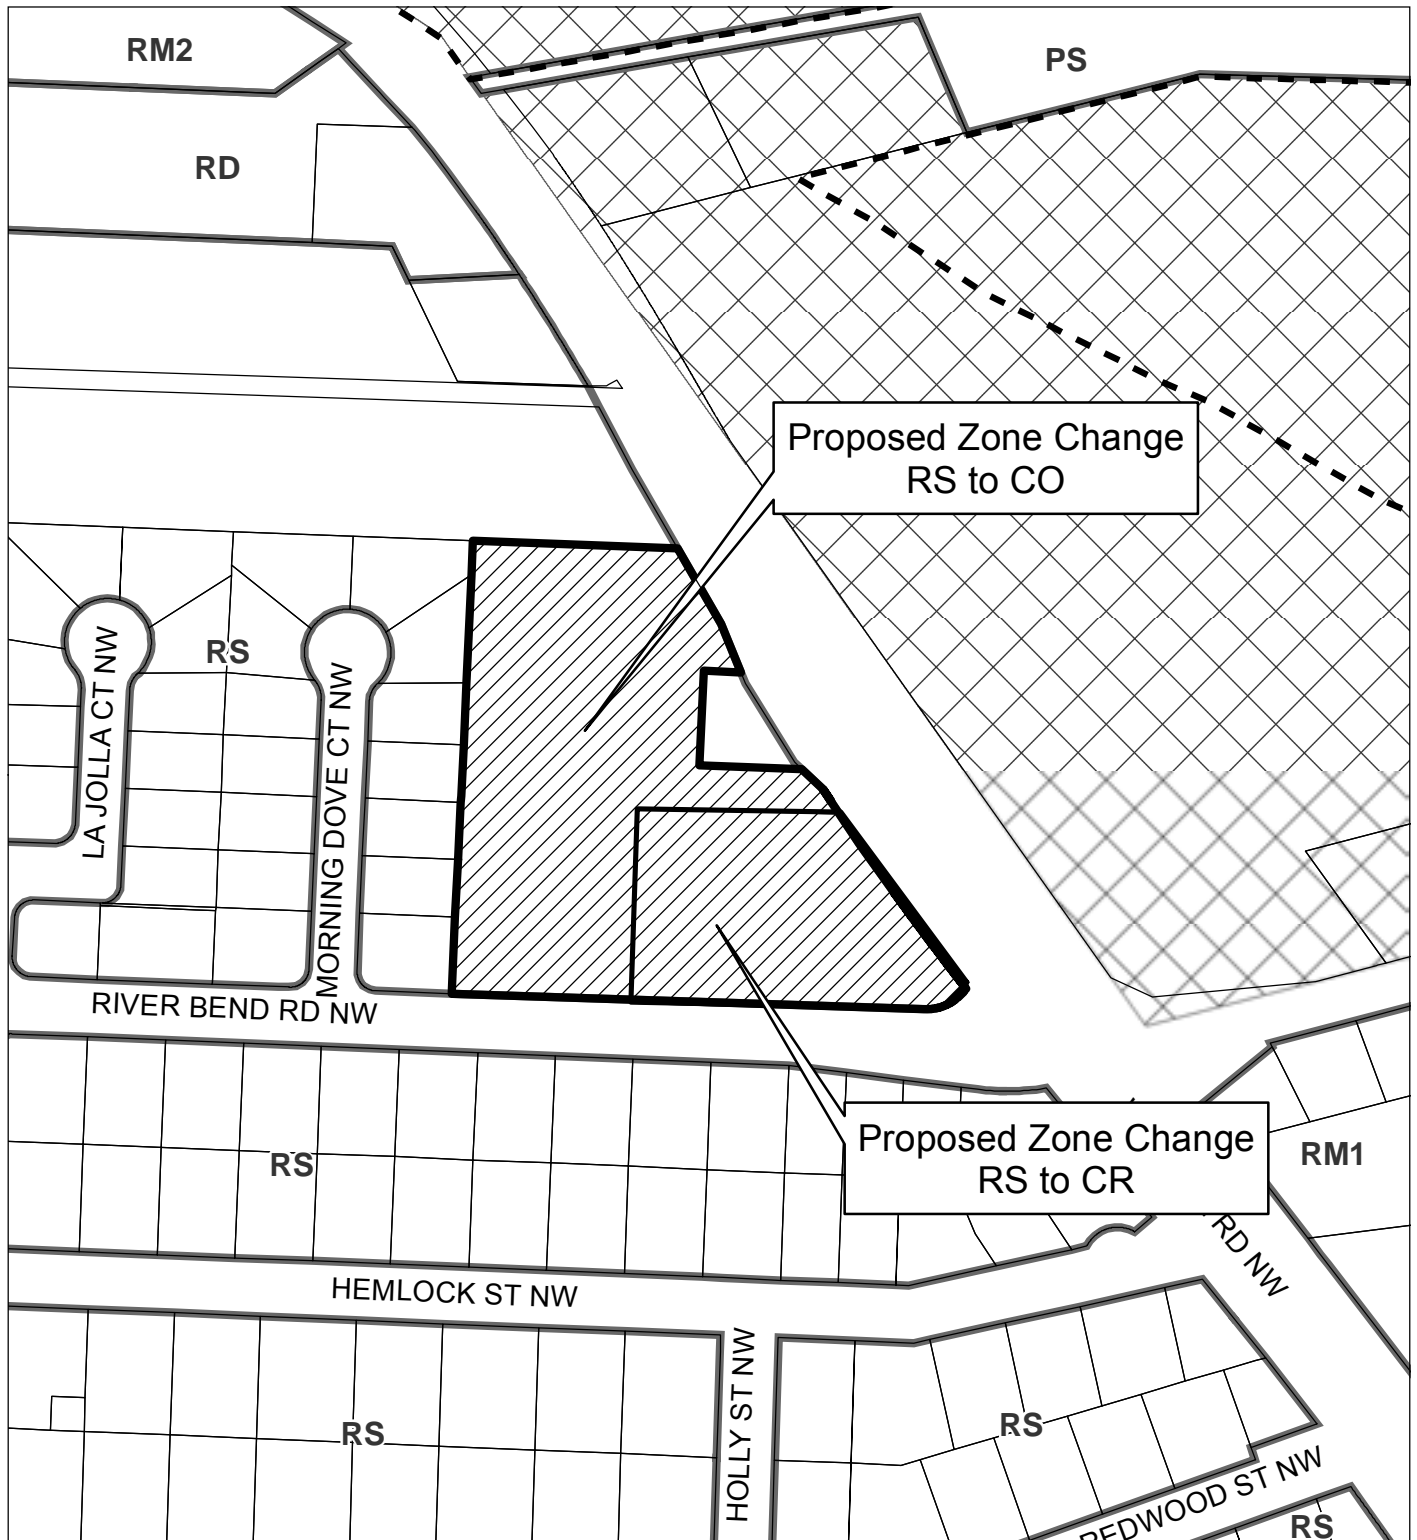 RM2
PS
RD
Proposed Zone Change
RS to CO
RS
LA JOLLA CT NW
MORNING DOVE CT NW
RIVER BEND RD NW
Proposed Zone Change
RS to CR
RM1
RS
RD NW
HEMLOCK ST NW
HOLLY ST NW
RS
RS
REDWOOD ST NW
RS